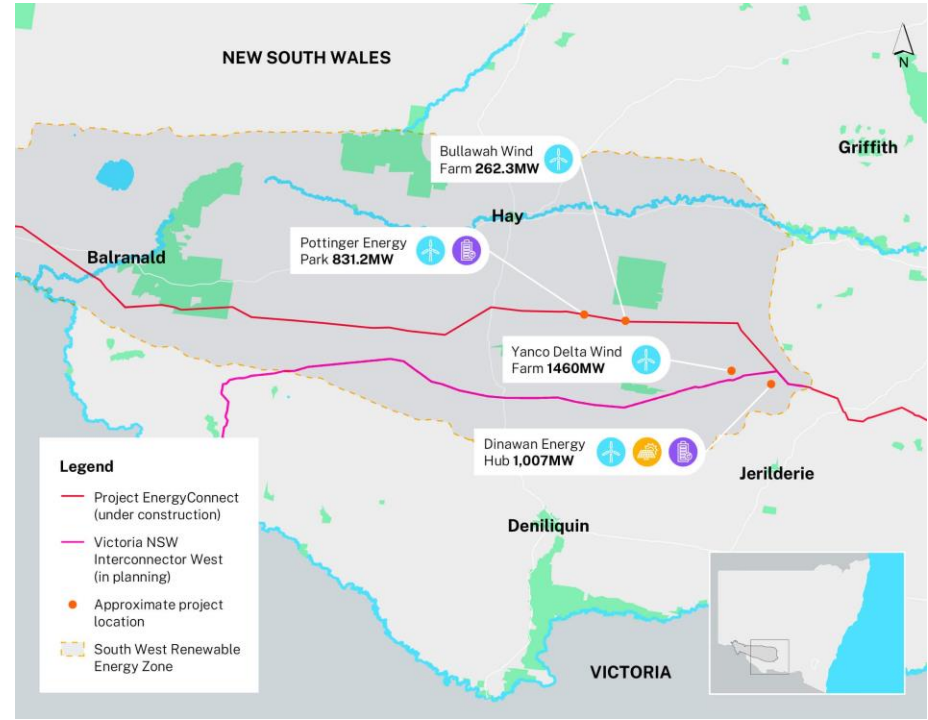 NEW SOUTH WALES
N
Bullawah Wind
Farm 262.3MW
Griffith
Hay
Pottinger Energy
Park 831.2MW
Balranald
Yanco Delta Wind
Farm 1460MW
Dinawan Energy
Hub 1,007MW
Jerilderie
Deniliquin
VICTORIA
Legend
Project EnergyConnect
(under construction)
Victoria NSW
Interconnector West
(in planning)
Approximate project
location
South West Renewable
Energy Zone